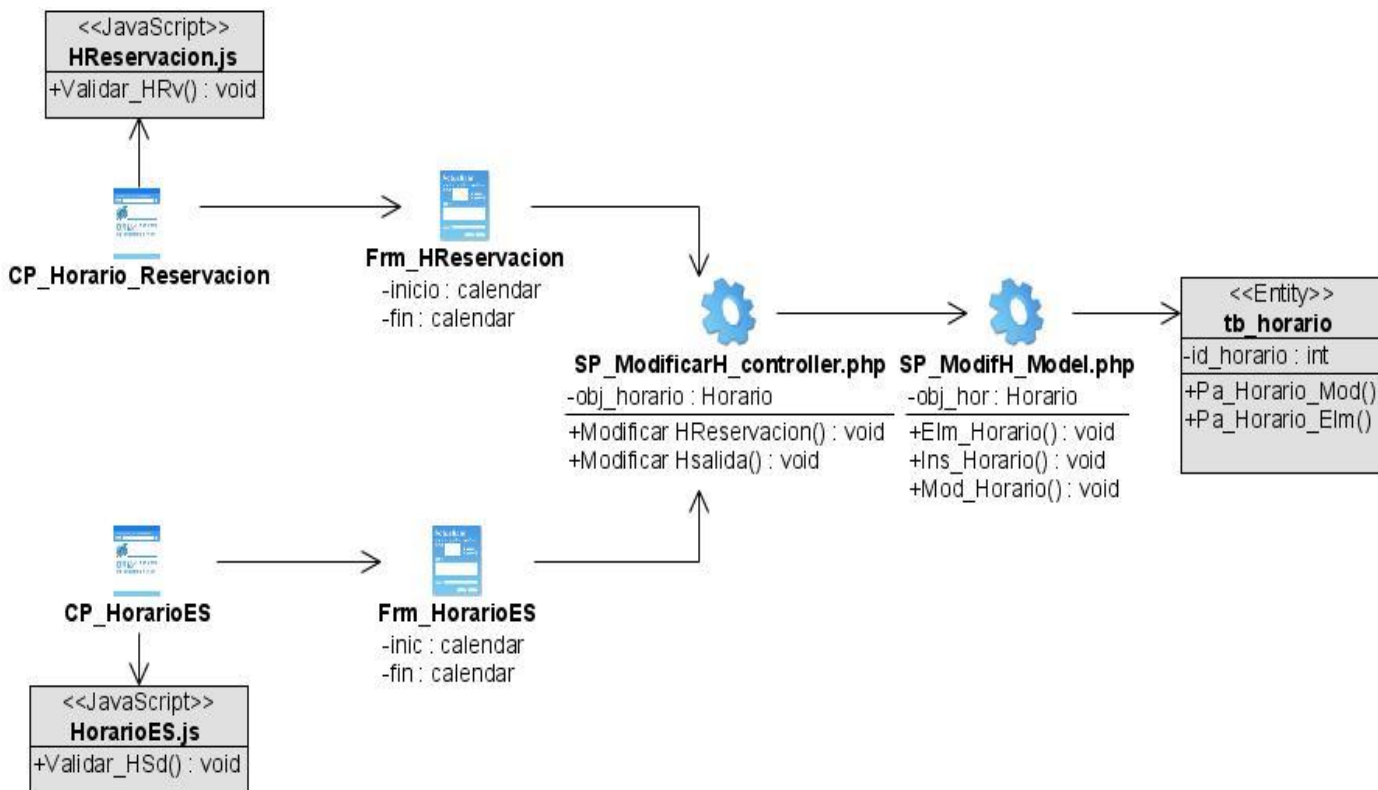 <<JavaScript>>
HReservacion.js
+Validar_HRv() : void
CP_Horario_Reservacion
Frm_HReservacion
-inicio : calendar
-fin : calendar
SP_ModificarH_controller.php
-obj_horario : Horario
+Modificar HReservacion() : void
+Modificar Hsalida() : void
SP_ModifH_Model.php
-obj_hor : Horario
+Elm_Horario() : void
+Ins_Horario() : void
+Mod_Horario() : void
<<Entity>>
tb_horario
-id_horario : int
+Pa_Horario_Mod()
+Pa_Horario_Elm()
CP_HorarioES
Frm_HorarioES
-inic : calendar
-fin : calendar
<<JavaScript>>
HorarioES.js
+Validar_HSd() : void